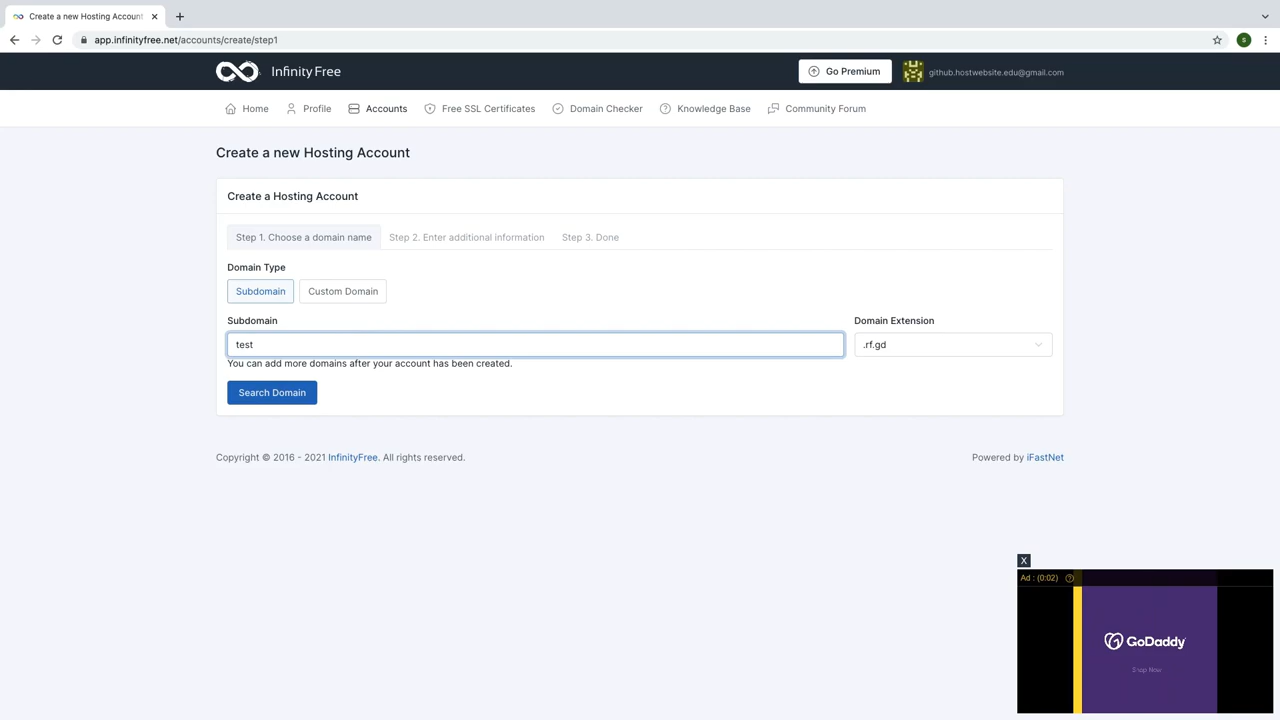 Create a new Hosting Account
app.infinityfree.net/accounts/create/step1
S
InfinityFree
Go Premium
github.hostwebsite.edu@gmail.com
Home
Profile
Accounts
Free SSL Certificates
Domain Checker
Knowledge Base
Community Forum
Create a new Hosting Account
Create a Hosting Account
Step 1. Choose a domain name
Step 2. Enter additional information
Step 3. Done
Domain Type
Subdomain
Custom Domain
Subdomain
Domain Extension
test
.rf.gd
You can add more domains after your account has been created.
Search Domain
Copyright © 2016 - 2021 InfinityFree. All rights reserved.
Powered by iFastNet
X
Ad : (0:02)
GoDaddy
Shop Now